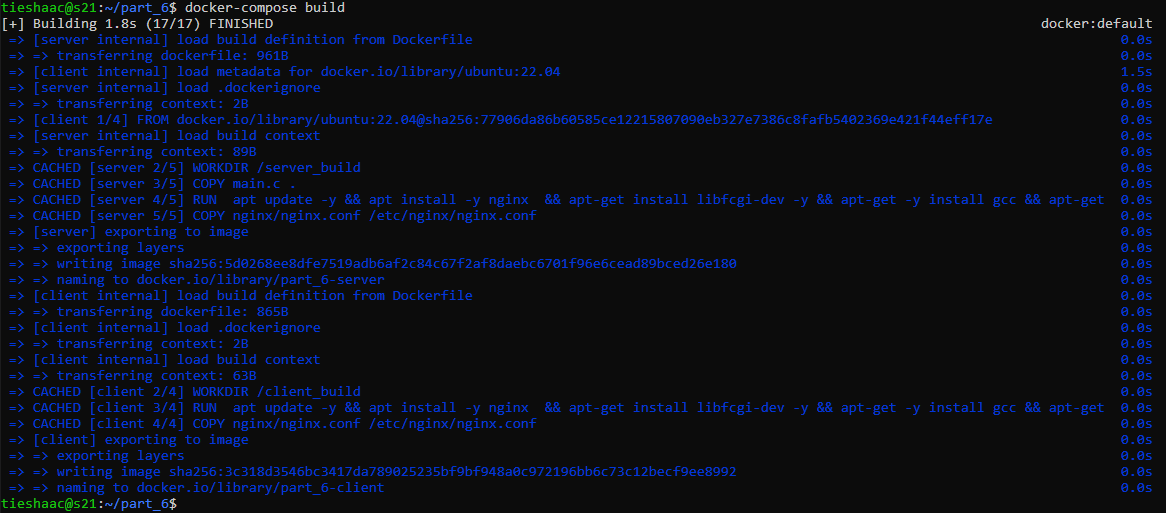 tieshaac@s21:~/part_6$ docker-compose build
[+] Building 1.8s (17/17) FINISHED docker:default
=> [server internal] load build definition from Dockerfile 0.0s
=> => transferring dockerfile: 961B 0.0s
=> [client internal] load metadata for docker.io/library/ubuntu:22.04 1.5s
=> [server internal] load .dockerignore 0.0s
=> => transferring context: 2B 0.0s
=> [client 1/4] FROM docker.io/library/ubuntu:22.04@sha256:77906da86b60585ce12215807090eb327e7386c8fafb5402369e421f44eff17e 0.0s
=> [server internal] load build context 0.0s
=> => transferring context: 89B 0.0s
=> CACHED [server 2/5] WORKDIR /server_build 0.0s
=> CACHED [server 3/5] COPY main.c . 0.0s
=> CACHED [server 4/5] RUN  apt update -y && apt install -y nginx  && apt-get install libfcgi-dev -y && apt-get -y install gcc && apt-get 0.0s
=> CACHED [server 5/5] COPY nginx/nginx.conf /etc/nginx/nginx.conf 0.0s
=> [server] exporting to image 0.0s
=> => exporting layers 0.0s
=> => writing image sha256:5d0268ee8dfe7519adb6af2c84c67f2af8daebc6701f96e6cead89bced26e180 0.0s
=> => naming to docker.io/library/part_6-server 0.0s
=> [client internal] load build definition from Dockerfile 0.0s
=> => transferring dockerfile: 865B 0.0s
=> [client internal] load .dockerignore 0.0s
=> => transferring context: 2B 0.0s
=> [client internal] load build context 0.0s
=> => transferring context: 63B 0.0s
=> CACHED [client 2/4] WORKDIR /client_build 0.0s
=> CACHED [client 3/4] RUN  apt update -y && apt install -y nginx  && apt-get install libfcgi-dev -y && apt-get -y install gcc && apt-get 0.0s
=> CACHED [client 4/4] COPY nginx/nginx.conf /etc/nginx/nginx.conf 0.0s
=> [client] exporting to image 0.0s
=> => exporting layers 0.0s
=> => writing image sha256:3c318d3546bc3417da789025235bf9bf948a0c972196bb6c73c12becf9ee8992 0.0s
=> => naming to docker.io/library/part_6-client 0.0s
tieshaac@s21:~/part_6$